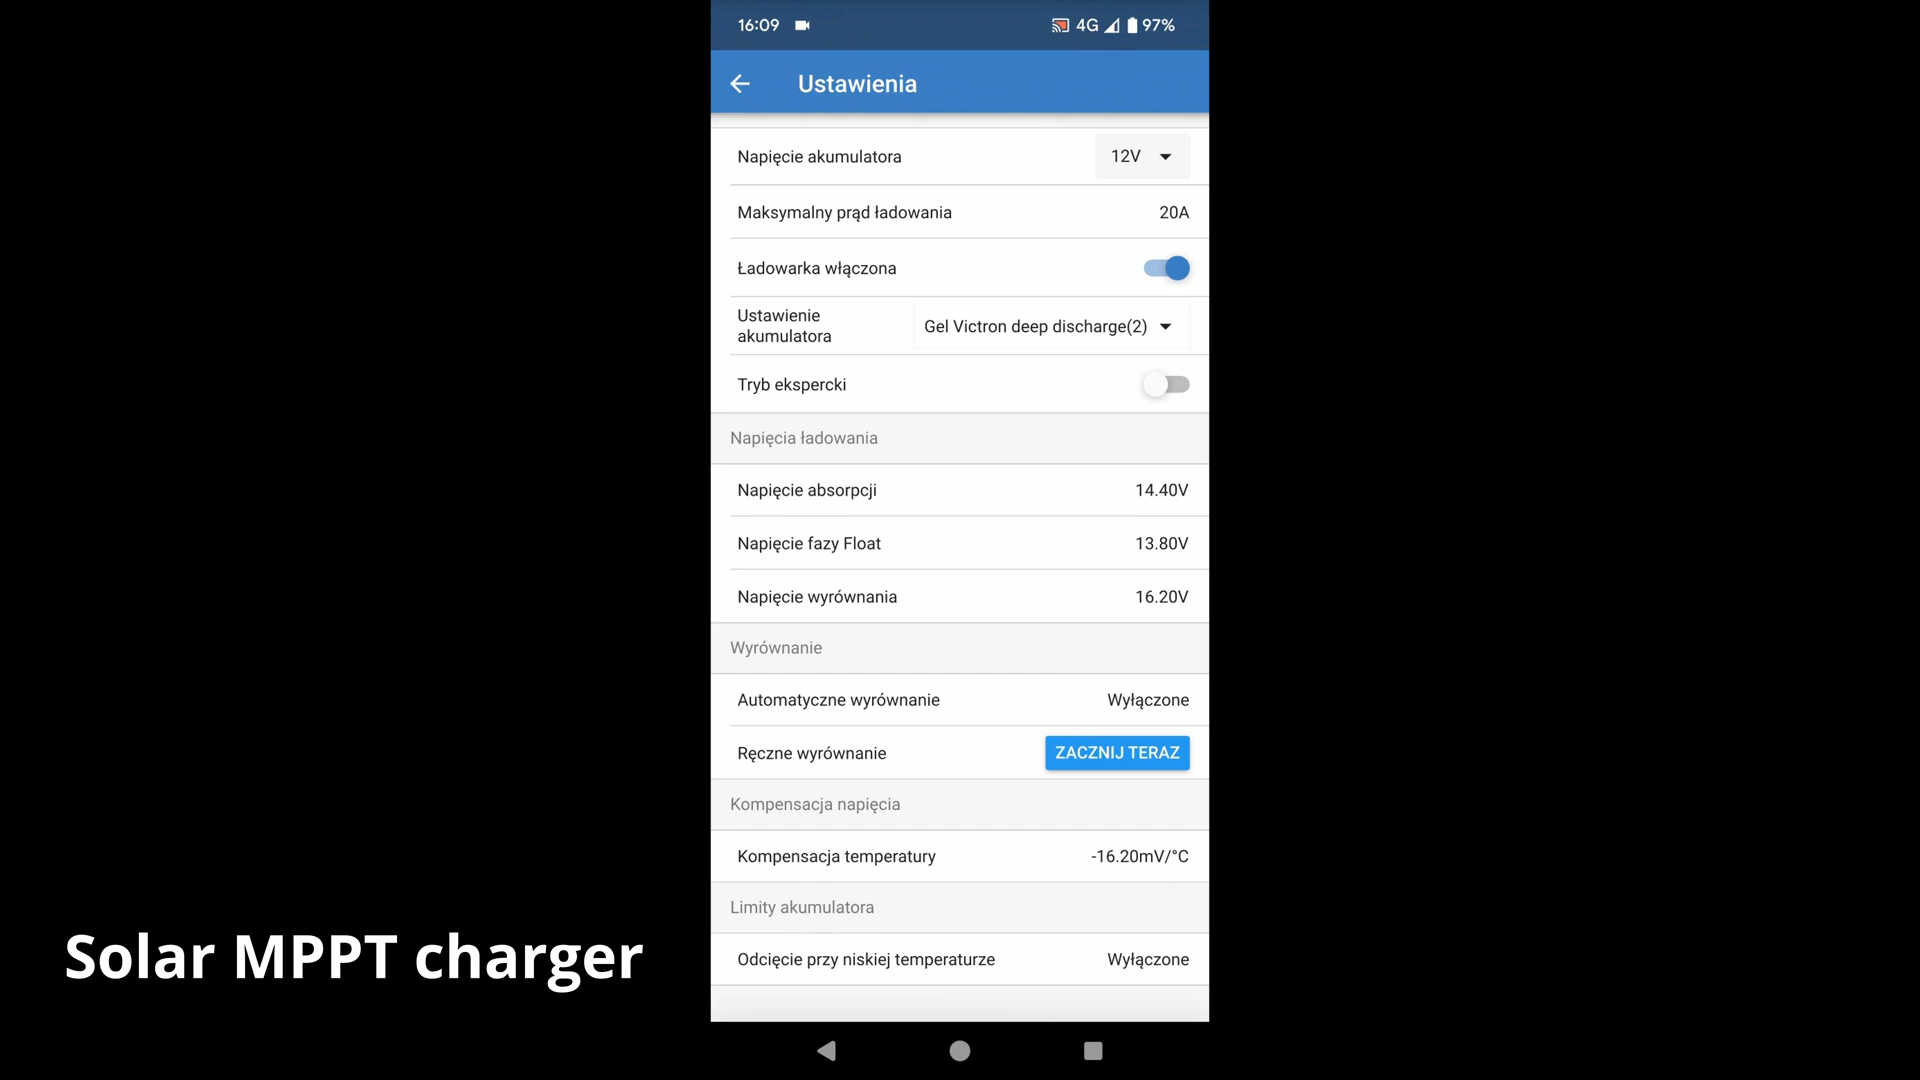 16:09 4G 97%
Ustawienia
Napięcie akumulatora 12V
Maksymalny prąd ładowania 20A
Ładowarka włączona
Ustawienie
akumulatora
Gel Victron deep discharge(2)
Tryb ekspercki
Napięcia ładowania
Napięcie absorpcji 14.40V
Napięcie fazy Float 13.80V
Napięcie wyrównania 16.20V
Wyrównanie
Automatyczne wyrównanie Wyłączone
Ręczne wyrównanie ZACZNIJ TERAZ
Kompensacja napięcia
Kompensacja temperatury -16.20mV/°C
Limity akumulatora
Odcięcie przy niskiej temperaturze Wyłączone
Solar MPPT charger